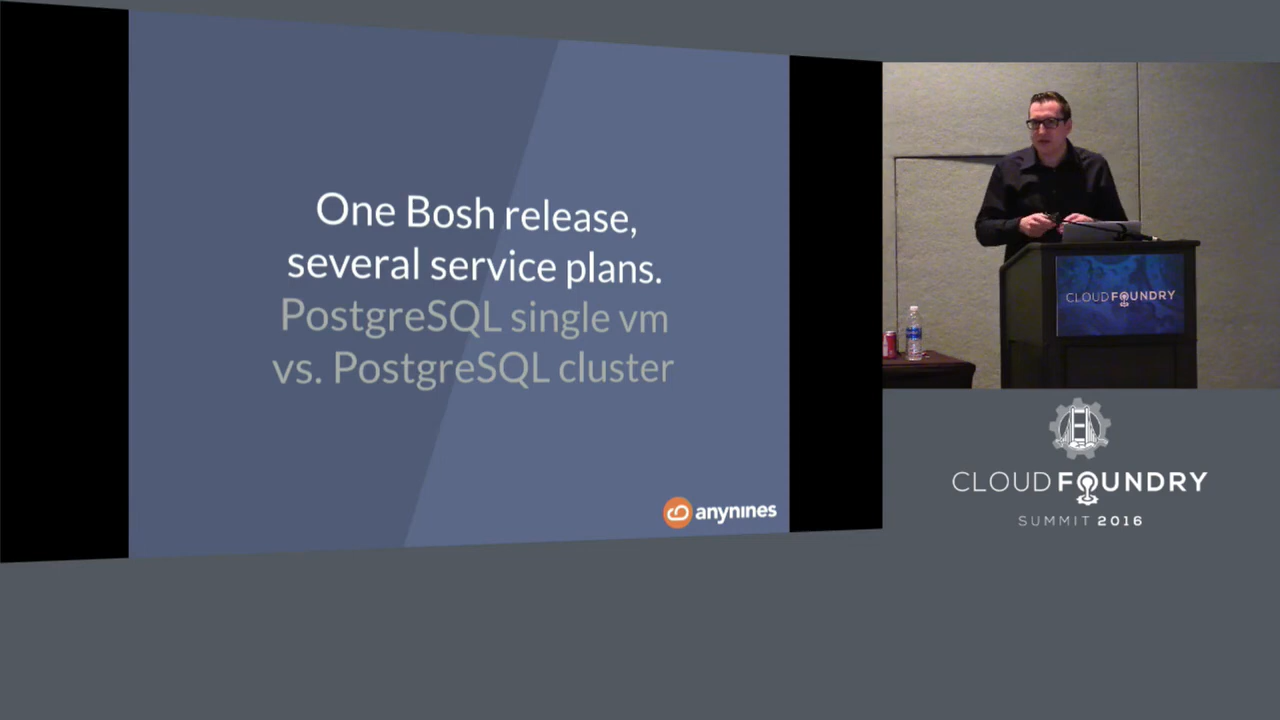 One Bosh release,
several service plans.
PostgreSQL single vm
vs. PostgreSQL cluster
anynines
CLOUD FOUNDRY
CLOUD FOUNDRY
SUMMIT 2016